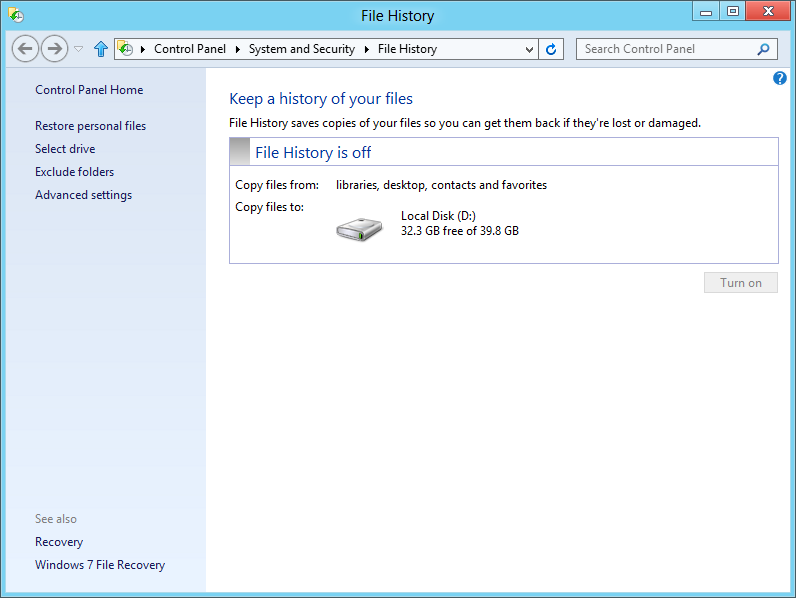 File History
Control Panel System and Security File History
Search Control Panel
Control Panel Home
Restore personal files
Select drive
Exclude folders
Advanced settings
See also
Recovery
Windows 7 File Recovery
?
Keep a history of your files
File History saves copies of your files so you can get them back if they're lost or damaged.
File History is off
Copy files from: libraries, desktop, contacts and favorites
Copy files to:
Local Disk (D:)
32.3 GB free of 39.8 GB
Turn on